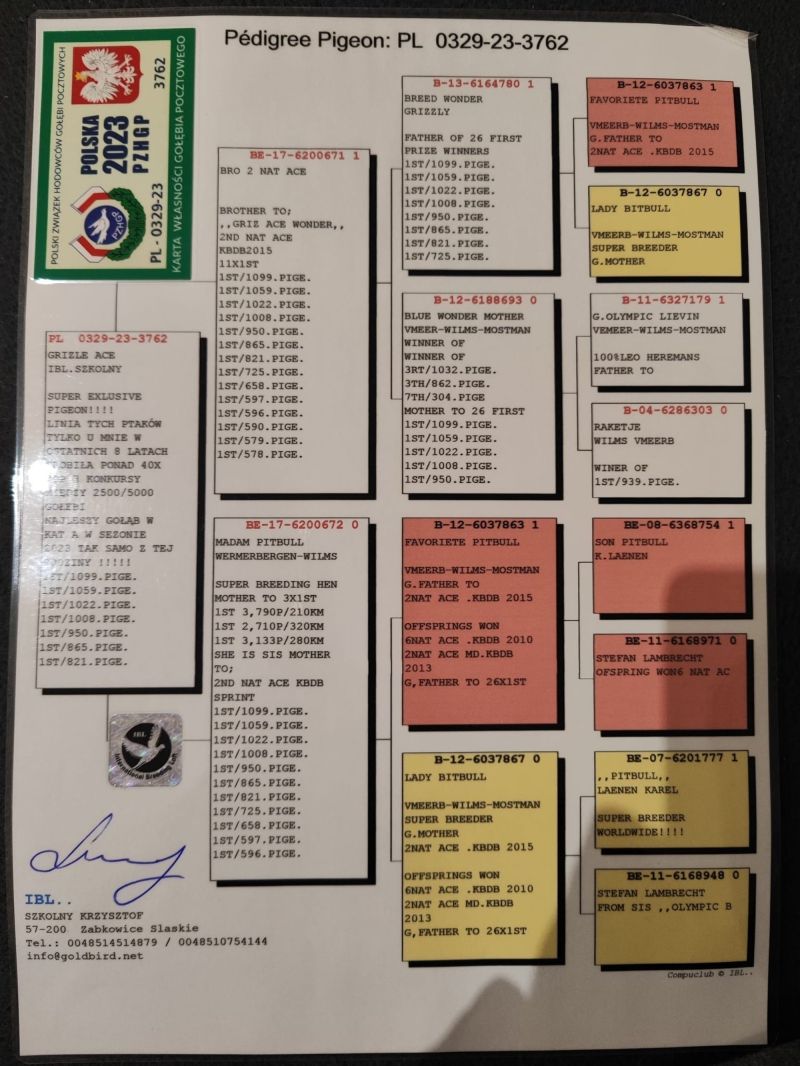 Pédigree Pigeon: PL 0329-23-3762
POLSKI ZWIĄZEK HODOWCÓW GOŁĘBI POCZTOWYCH
POLSKA
2023
PZHGP
3762
PL - 0329-23
PZHGP
KARTA WŁASNOŚCI GOŁĘBIA POCZTOWEGO
PL 0329-23-3762
GRIZLE ACE
IBL.SZKOLNY
SUPER EXLUSIVE
PIGEON!!!!
LINIA TYCH PTAKÓW
TYLKO U MNIE W
OSTATNICH 8 LATACH
ZROBIŁA PONAD 40X
KONKURSY
2500/5000
GOŁĘBI
NAJLESZY GOŁĄB W
KAT.A W SEZONIE
2023 TAK SAMO Z TEJ
RODZINY !!!!!
1ST/1099.PIGE.
1ST/1059.PIGE.
1ST/1022.PIGE.
1ST/1008.PIGE.
1ST/950.PIGE.
1ST/865.PIGE.
1ST/821.PIGE.
BE-17-6200671 1
BRO 2 NAT ACE
BROTHER TO;
,,GRIZ ACE WONDER,,
2ND NAT ACE
KBDB2015
11X1ST
1ST/1099.PIGE.
1ST/1059.PIGE.
1ST/1022.PIGE.
1ST/1008.PIGE.
1ST/950.PIGE.
1ST/865.PIGE.
1ST/821.PIGE.
1ST/725.PIGE.
1ST/658.PIGE.
1ST/597.PIGE.
1ST/596.PIGE.
1ST/590.PIGE.
1ST/579.PIGE.
1ST/578.PIGE.
BE-17-6200672 0
MADAM PITBULL
WERMERBERGEN-WILMS
SUPER BREEDING HEN
MOTHER TO 3X1ST
1ST 3,790P/210KM
1ST 2,710P/320KM
1ST 3,133P/280KM
SHE IS SIS MOTHER
TO;
2ND NAT ACE KBDB
SPRINT
1ST/1099.PIGE.
1ST/1059.PIGE.
1ST/1022.PIGE.
1ST/1008.PIGE.
1ST/950.PIGE.
1ST/865.PIGE.
1ST/821.PIGE.
1ST/725.PIGE.
1ST/658.PIGE.
1ST/597.PIGE.
1ST/596.PIGE.
B-13-6164780 1
BREED WONDER
GRIZZLY
FATHER OF 26 FIRST
PRIZE WINNERS
1ST/1099.PIGE.
1ST/1059.PIGE.
1ST/1022.PIGE.
1ST/1008.PIGE.
1ST/950.PIGE.
1ST/865.PIGE.
1ST/821.PIGE.
1ST/725.PIGE.
B-12-6188693 0
BLUE WONDER MOTHER
VMEER-WILMS-MOSTMAN
WINNER OF
WINNER OF
3RT/1032.PIGE.
3TH/862.PIGE.
7TH/304.PIGE
MOTHER TO 26 FIRST
1ST/1099.PIGE.
1ST/1059.PIGE.
1ST/1022.PIGE.
1ST/1008.PIGE.
1ST/950.PIGE.
B-12-6037863 1
FAVORIETE PITBULL
VMEERB-WILMS-MOSTMAN
G.FATHER TO
2NAT ACE .KBDB 2015
OFFSPRINGS WON
6NAT ACE .KBDB 2010
2NAT ACE MD.KBDB
2013
G,FATHER TO 26X1ST
B-12-6037867 0
LADY BITBULL
VMEERB-WILMS-MOSTMAN
SUPER BREEDER
G.MOTHER
2NAT ACE .KBDB 2015
OFFSPRINGS WON
6NAT ACE .KBDB 2010
2NAT ACE MD.KBDB
2013
G,FATHER TO 26X1ST
B-12-6037863 1
FAVORIETE PITBULL
VMEERB-WILMS-MOSTMAN
G.FATHER TO
2NAT ACE .KBDB 2015
B-12-6037867 0
LADY BITBULL
VMEERB-WILMS-MOSTMAN
SUPER BREEDER
G.MOTHER
B-11-6327179 1
G.OLYMPIC LIEVIN
VEMEER-WILMS-MOSTMAN
100%LEO HEREMANS
FATHER TO
B-04-6286303 0
RAKETJE
WILMS VMEERB
WINER OF
1ST/939.PIGE.
BE-08-6368754 1
SON PITBULL
K.LAENEN
BE-11-6168971 0
STEFAN LAMBRECHT
OFSPRING WON6 NAT AC
BE-07-6201777 1
,,PITBULL,,
LAENEN KAREL
SUPER BREEDER
WORLDWIDE!!!!
BE-11-6168948 0
STEFAN LAMBRECHT
FROM SIS ,,OLYMPIC B
Compuclub © IBL..
IBL
International Breeding Loft
IBL..
SZKOLNY KRZYSZTOF
57-200 Zabkowice Slaskie
Tel.: 0048514514879 / 0048510754144
info@goldbird.net